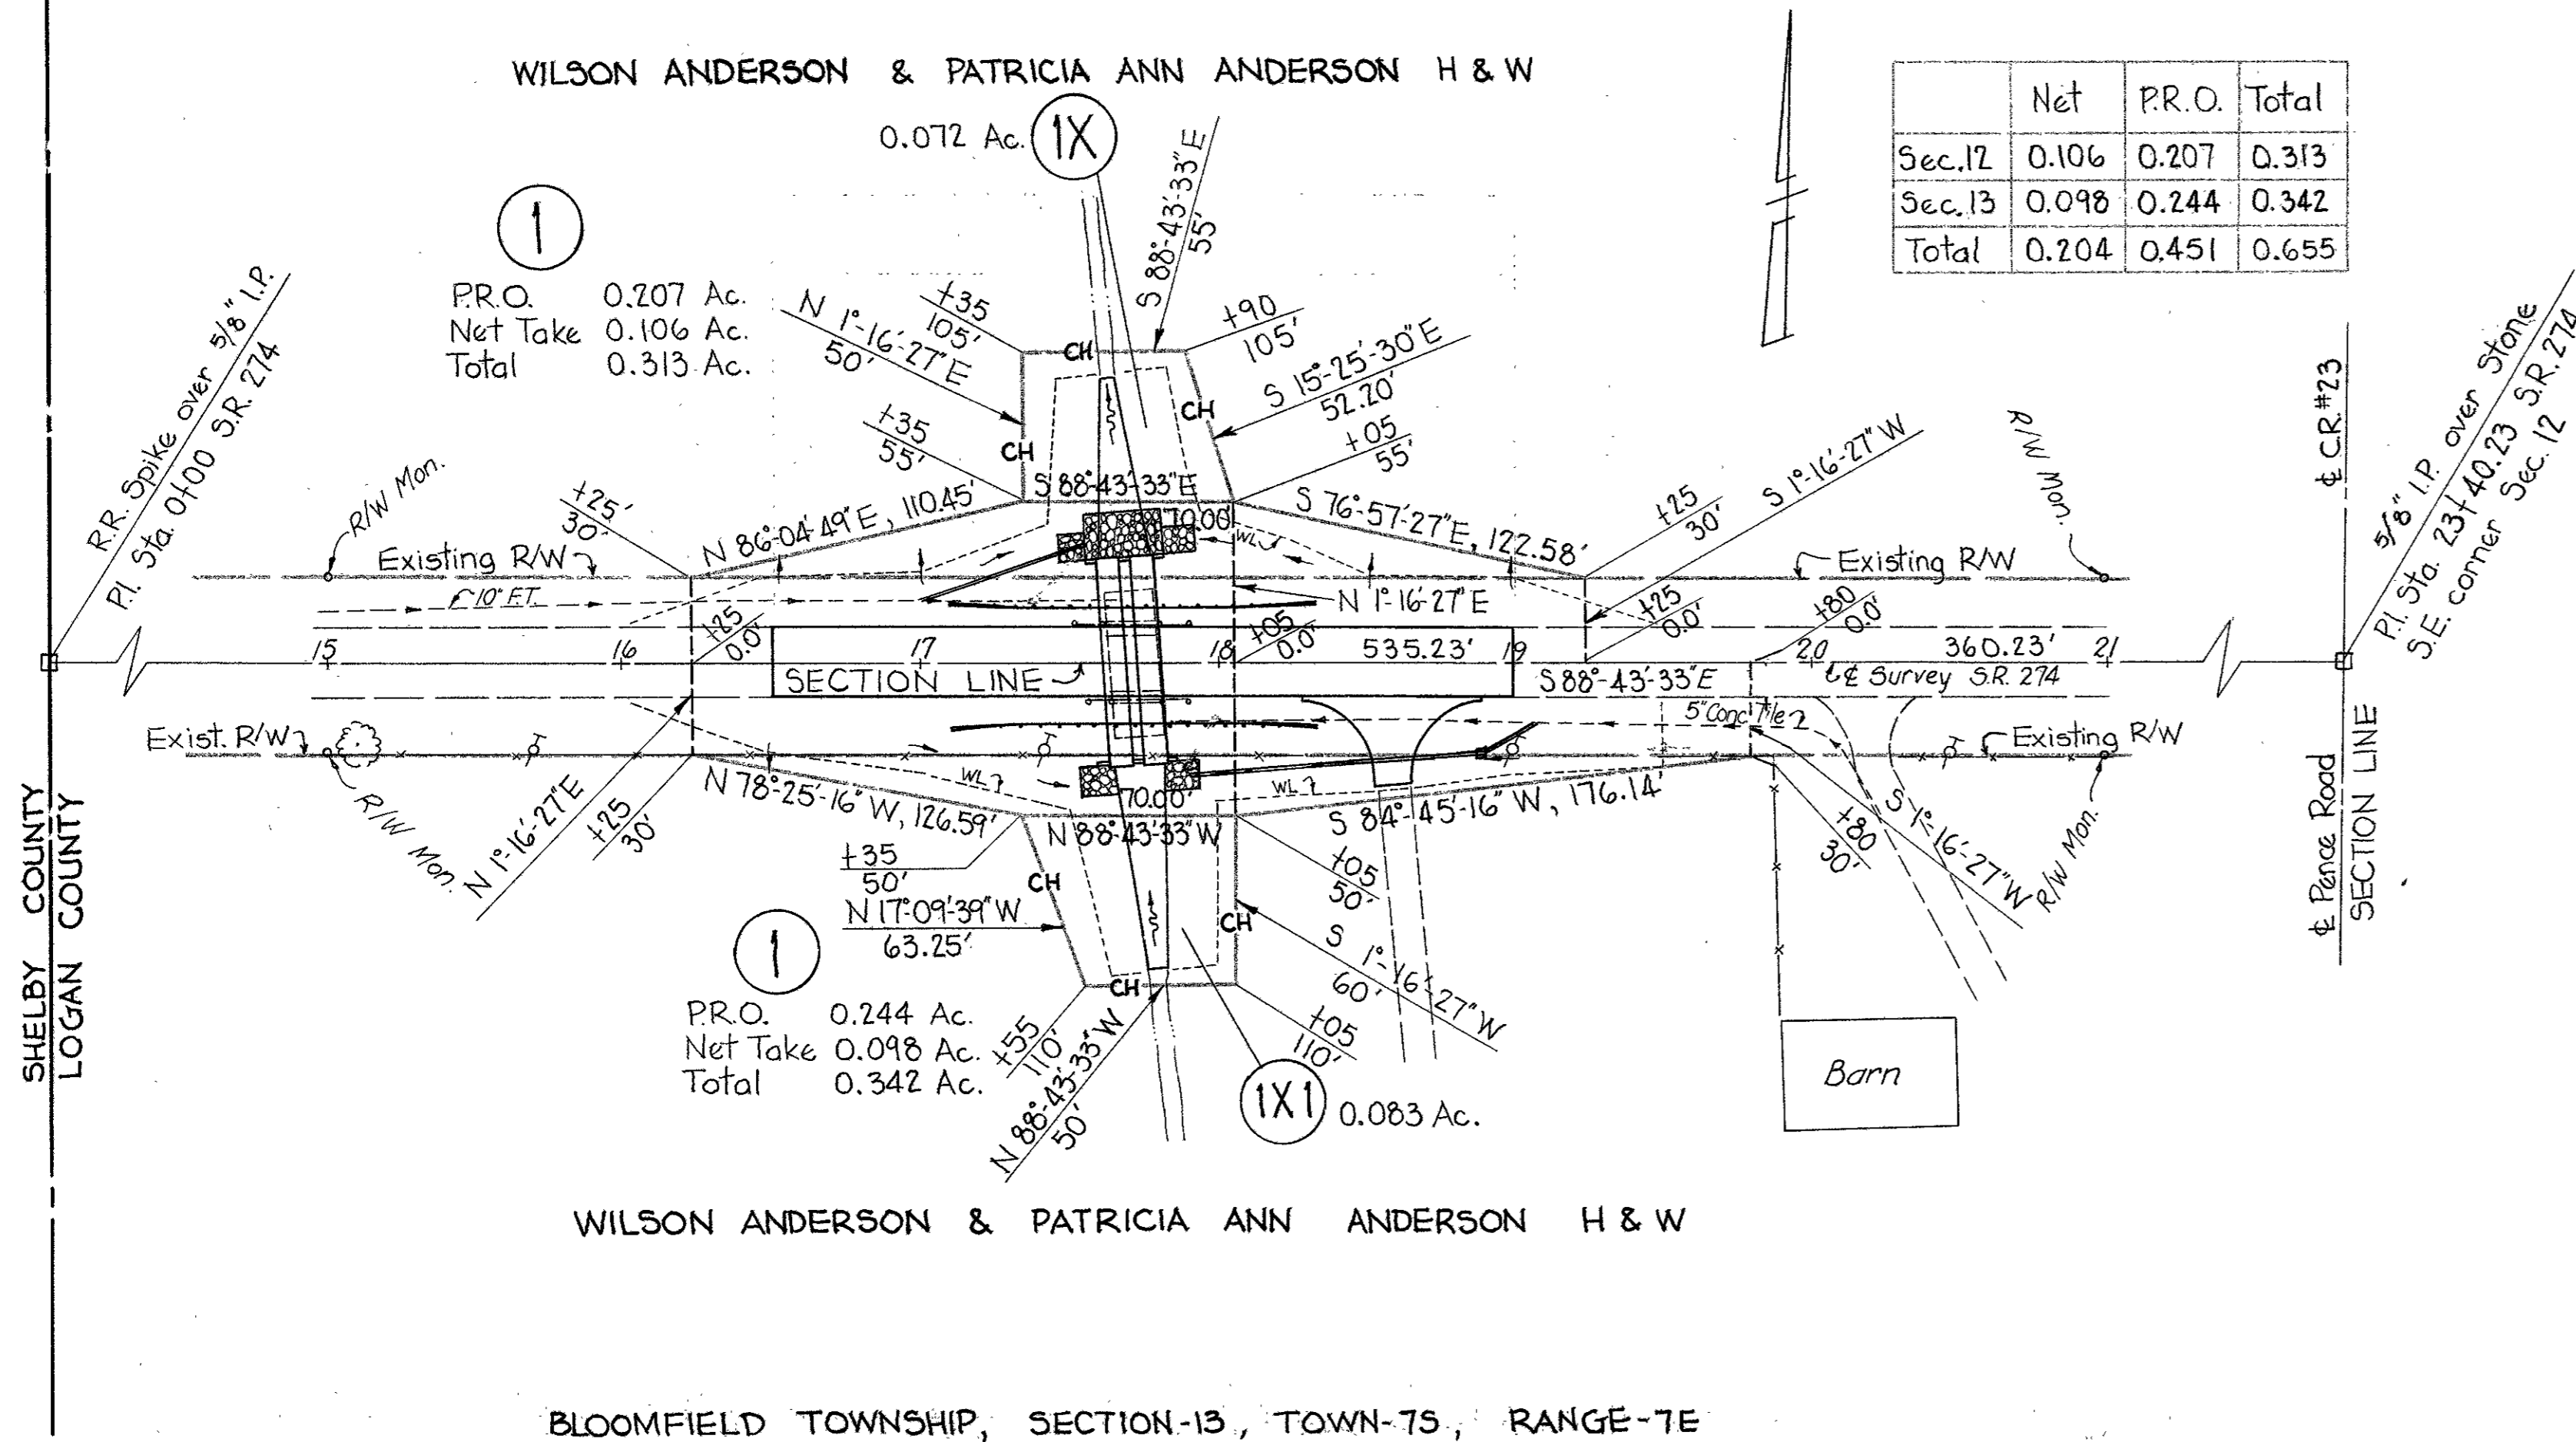 WILSON ANDERSON & PATRICIA ANN ANDERSON H & W
0.072 Ac. 1X
Net P.R.O. Total
Sec.12 0.106 0.207 0.313
Sec.13 0.098 0.244 0.342
Total 0.204 0.451 0.655
1
P.R.O. 0.207 Ac.
Net Take 0.106 Ac.
Total 0.313 Ac.
S 88°-43'-33"E
55'
+35
105'
N 1°-16'-27"E
50'
+90
105'
S 15°-25'-30"E
52.20'
CH
CH
CH
+35
55'
+05
55'
S 88°-43'-33"E
70.00'
R.R. Spike over 5/8" I.P.
P.I. Sta. 0+00 S.R. 274
R/W Mon.
+25'
30'
N 86°-04'-49"E, 110.45'
S 76°-57'-27"E, 122.58'
+25
30'
S 1°-16'-27"W
R/W Mon.
₵ C.R.#23
5/8" I.P. over Stone
P.I. Sta. 23+40.23 S.R. 274
S.E. corner Sec. 12
Existing R/W
WL
Existing R/W
10" F.T.
N 1°-16'-27"E
+25
0.0'
+05
0.0'
+25
0.0'
+80
0.0'
15 16 17 18 535.23' 19 20 360.23' 21
SECTION LINE
S88°-43'-33"E
₵ Survey S.R. 274
5" Conc. Tile
Exist. R/W
Existing R/W
R/W Mon.
N 1°-16'-27"E
+25
30'
N 78°-25'-16"W, 126.59'
WL
70.00'
N 88°-43'-33"W
WL
S 84°-45'-16"W, 176.14'
+80
30'
S 1°-16'-27"W
R/W Mon.
₵ Pence Road
SECTION LINE
SHELBY COUNTY
LOGAN COUNTY
+35
50'
N 17°-09'-39"W
63.25'
CH
CH
CH
+05
50'
S 1°-16'-27"W
60'
1
P.R.O. 0.244 Ac.
Net Take 0.098 Ac.
Total 0.342 Ac.
+55
110'
N 88°-43'-33"W
50'
+05
110'
1X1 0.083 Ac.
Barn
WILSON ANDERSON & PATRICIA ANN ANDERSON H & W
BLOOMFIELD TOWNSHIP, SECTION-13, TOWN-7S, RANGE-7E